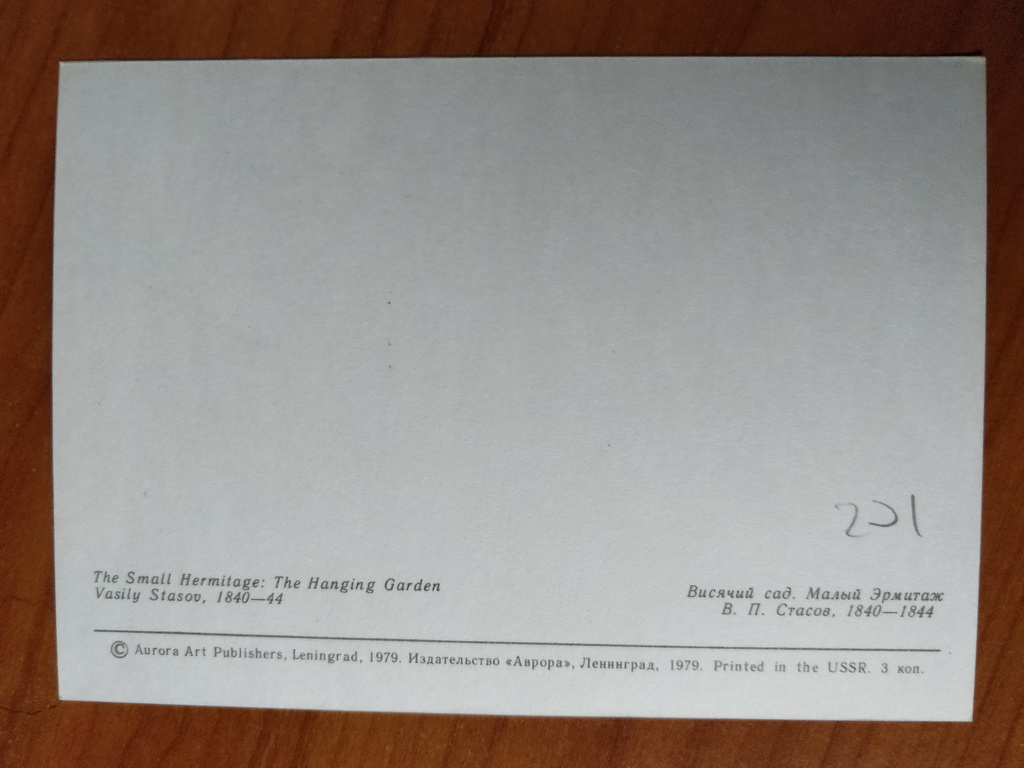 201
The Small Hermitage: The Hanging Garden
Vasily Stasov, 1840—44
Висячий сад. Малый Эрмитаж
В. П. Стасов, 1840—1844
© Aurora Art Publishers, Leningrad, 1979. Издательство «Аврора», Ленинград, 1979. Printed in the USSR. 3 коп.